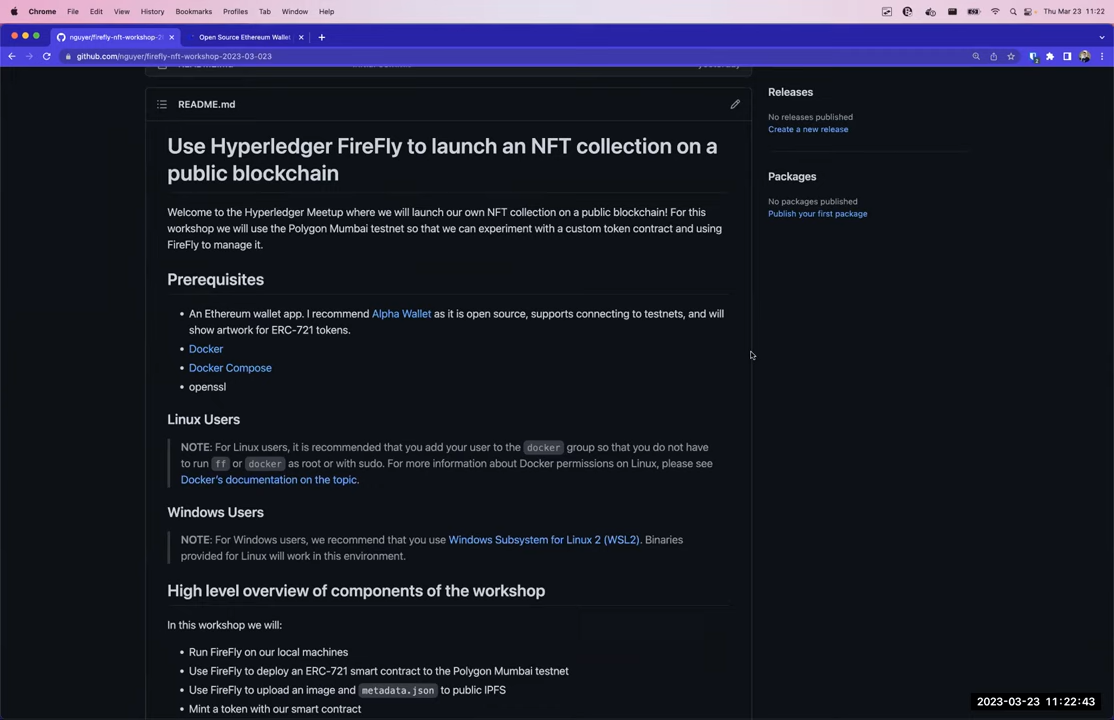 Chrome File Edit View History Bookmarks Profiles Tab Window Help Thu Mar 23 11:22
nguyer/firefly-nft-workshop-2 Open Source Ethereum Wallet
github.com/nguyer/firefly-nft-workshop-2023-03-023
README.md
Use Hyperledger FireFly to launch an NFT collection on a
public blockchain
Welcome to the Hyperledger Meetup where we will launch our own NFT collection on a public blockchain! For this
workshop we will use the Polygon Mumbai testnet so that we can experiment with a custom token contract and using
FireFly to manage it.
Prerequisites
• An Ethereum wallet app. I recommend Alpha Wallet as it is open source, supports connecting to testnets, and will
show artwork for ERC-721 tokens.
• Docker
• Docker Compose
• openssl
Linux Users
NOTE: For Linux users, it is recommended that you add your user to the docker group so that you do not have
to run ff or docker as root or with sudo. For more information about Docker permissions on Linux, please see
Docker's documentation on the topic.
Windows Users
NOTE: For Windows users, we recommend that you use Windows Subsystem for Linux 2 (WSL2). Binaries
provided for Linux will work in this environment.
High level overview of components of the workshop
In this workshop we will:
• Run FireFly on our local machines
• Use FireFly to deploy an ERC-721 smart contract to the Polygon Mumbai testnet
• Use FireFly to upload an image and metadata.json to public IPFS
• Mint a token with our smart contract
Releases
No releases published
Create a new release
Packages
No packages published
Publish your first package
2023-03-23 11:22:43